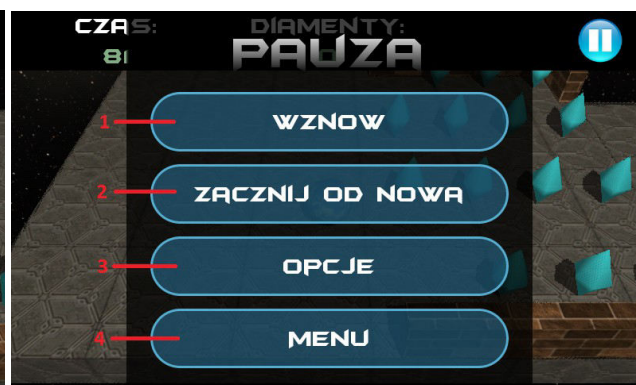 CZAS: DIAMENTY:
81
PAUZA
1 WZNOW
2 ZACZNIJ OD NOWA
3 OPCJE
4 MENU